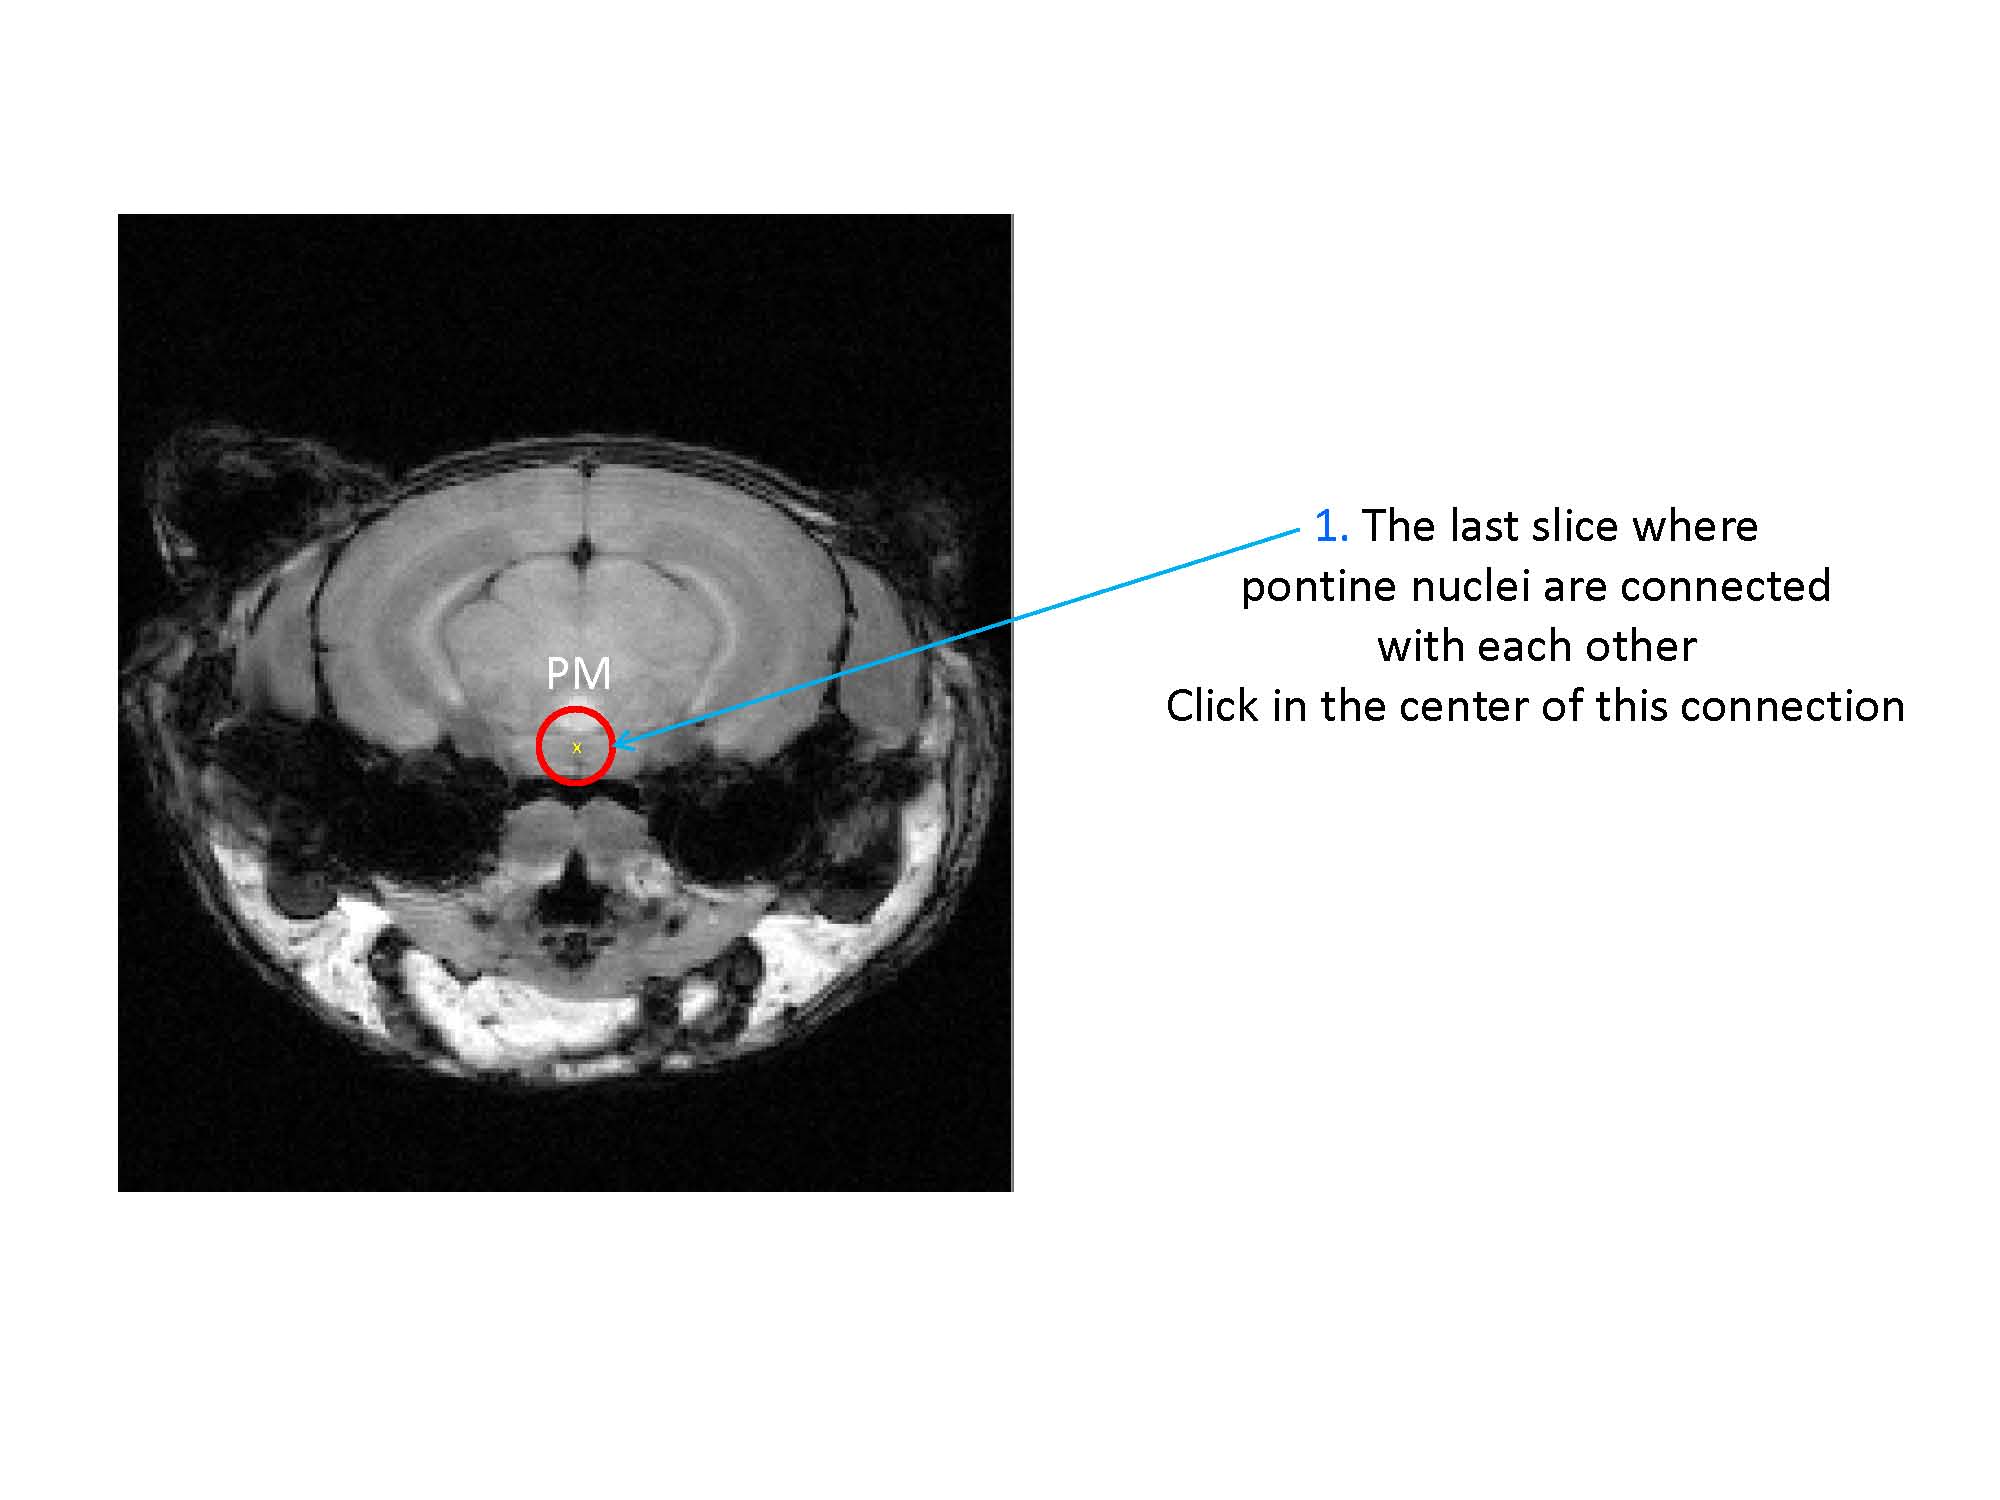 PM
x
1. The last slice where
pontine nuclei are connected
with each other
Click in the center of this connection